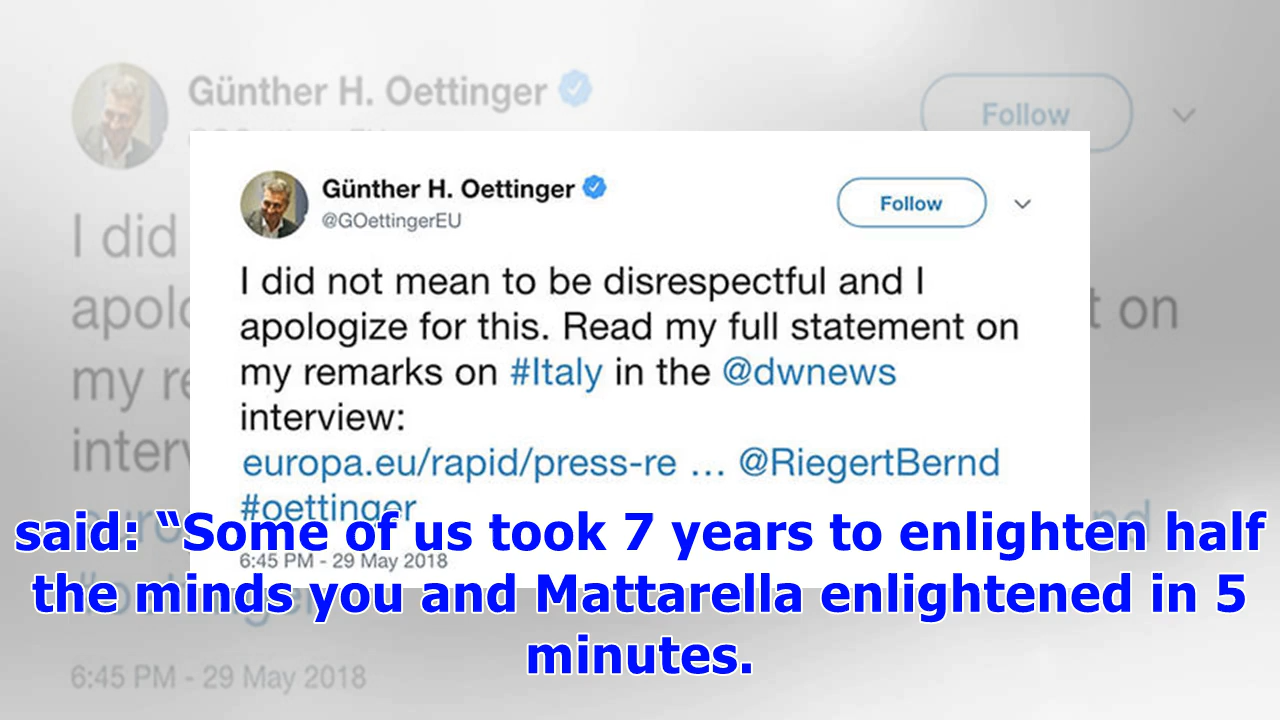 Günther H. Oettinger
Follow
Günther H. Oettinger
@GOettingerEU
Follow
I did not mean to be disrespectful and I
apologize for this. Read my full statement on
my remarks on #Italy in the @dwnews
interview:
europa.eu/rapid/press-re ... @RiegertBernd
#oettinger
6:45 PM - 29 May 2018
said: “Some of us took 7 years to enlighten half
the minds you and Mattarella enlightened in 5
minutes.
I did
t on
6:45 PM - 29 May 2018